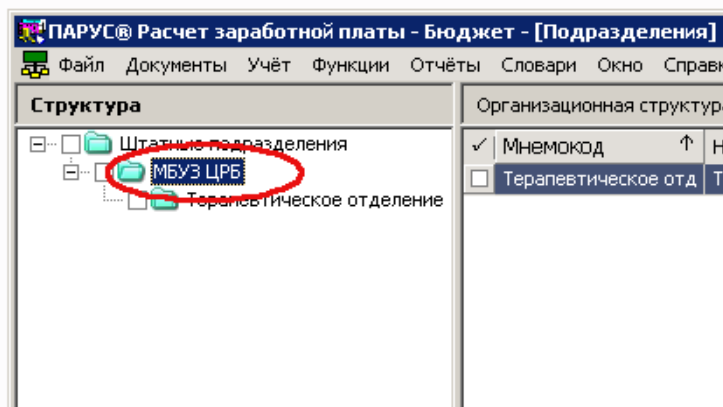 ПАРУС® Расчет заработной платы - Бюджет - [Подразделения]
Файл Документы Учёт Функции Отчёты Словари Окно
Структура
Организационная
Штатные подразделения
МБУЗ ЦРБ
Терапевтическое отделение
Мнемокод
Терапевтическое отд